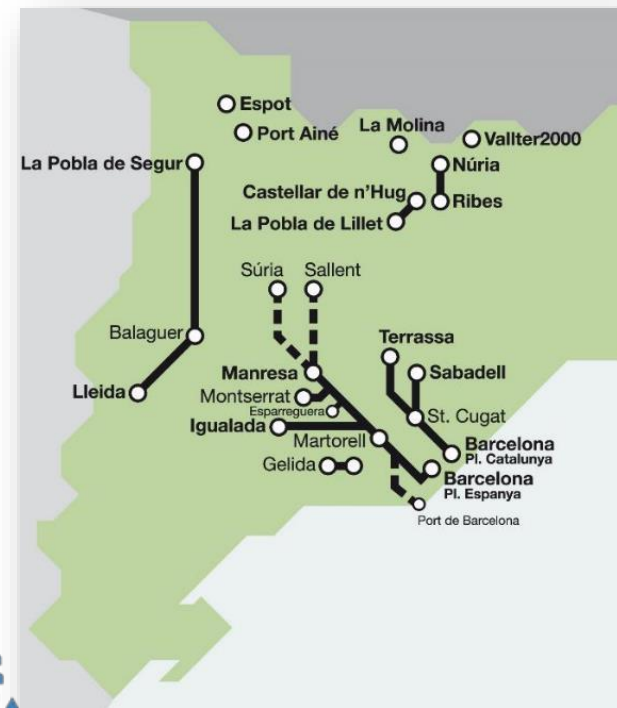 Espot
Port Ainé
La Molina
Vallter2000
La Pobla de Segur
Núria
Castellar de n'Hug
Ribes
La Pobla de Lillet
Súria
Sallent
Balaguer
Terrassa
Manresa
Sabadell
Lleida
Montserrat
Esparreguera
St. Cugat
Igualada
Martorell
Barcelona
Pl. Catalunya
Gelida
Barcelona
Pl. Espanya
Port de Barcelona